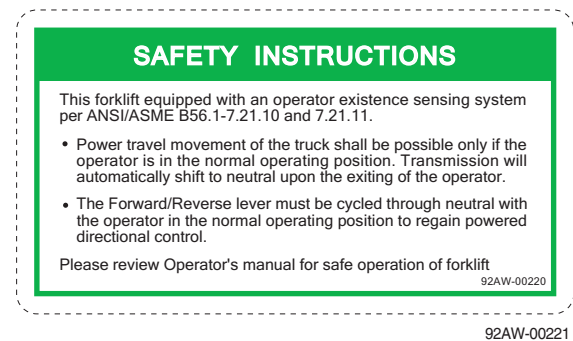 SAFETY INSTRUCTIONS
This forklift equipped with an operator existence sensing system
per ANSI/ASME B56.1-7.21.10 and 7.21.11.
• Power travel movement of the truck shall be possible only if the
operator is in the normal operating position. Transmission will
automatically shift to neutral upon the exiting of the operator.
• The Forward/Reverse lever must be cycled through neutral with
the operator in the normal operating position to regain powered
directional control.
Please review Operator's manual for safe operation of forklift
92AW-00220
92AW-00221